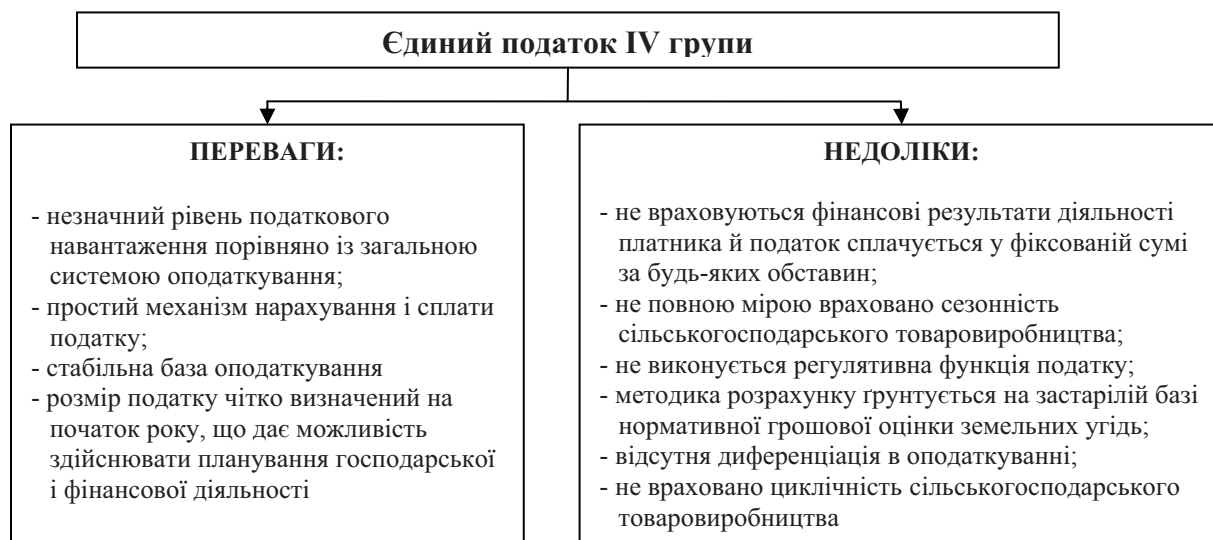 Єдиний податок IV групи
ПЕРЕВАГИ:
- незначний рівень податкового
навантаження порівняно із загальною
системою оподаткування;
- простий механізм нарахування і сплати
податку;
- стабільна база оподаткування
- розмір податку чітко визначений на
початок року, що дає можливість
здійснювати планування господарської
і фінансової діяльності
НЕДОЛІКИ:
- не враховуються фінансові результати діяльності
платника й податок сплачується у фіксованій сумі
за будь-яких обставин;
- не повною мірою враховано сезонність
сільськогосподарського товаровиробництва;
- не виконується регулятивна функція податку;
- методика розрахунку ґрунтується на застарілій базі
нормативної грошової оцінки земельних угідь;
- відсутня диференціація в оподаткуванні;
- не враховано циклічність сільськогосподарського
товаровиробництва